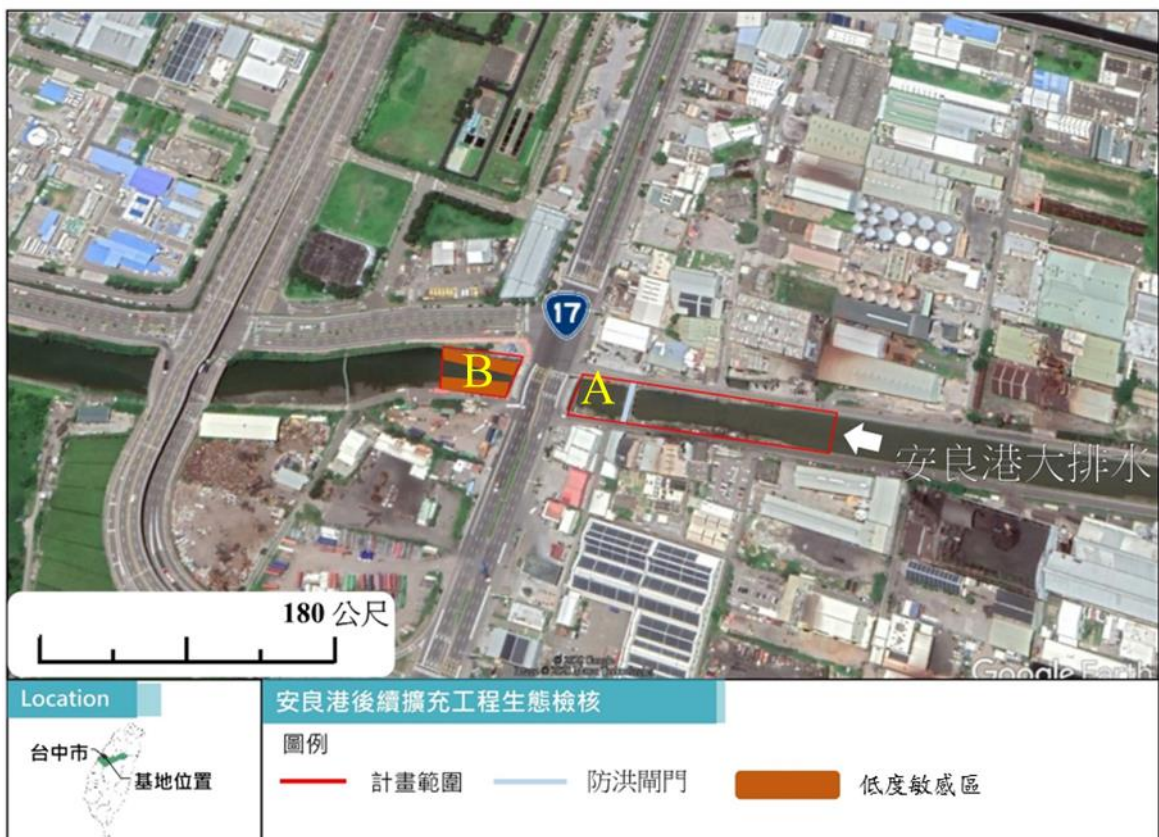 17
B
A
安良港大排水
180 公尺
Google Earth
Location
台中市
基地位置
安良港後續擴充工程生態檢核
圖例
計畫範圍
防洪閘門
低度敏感區